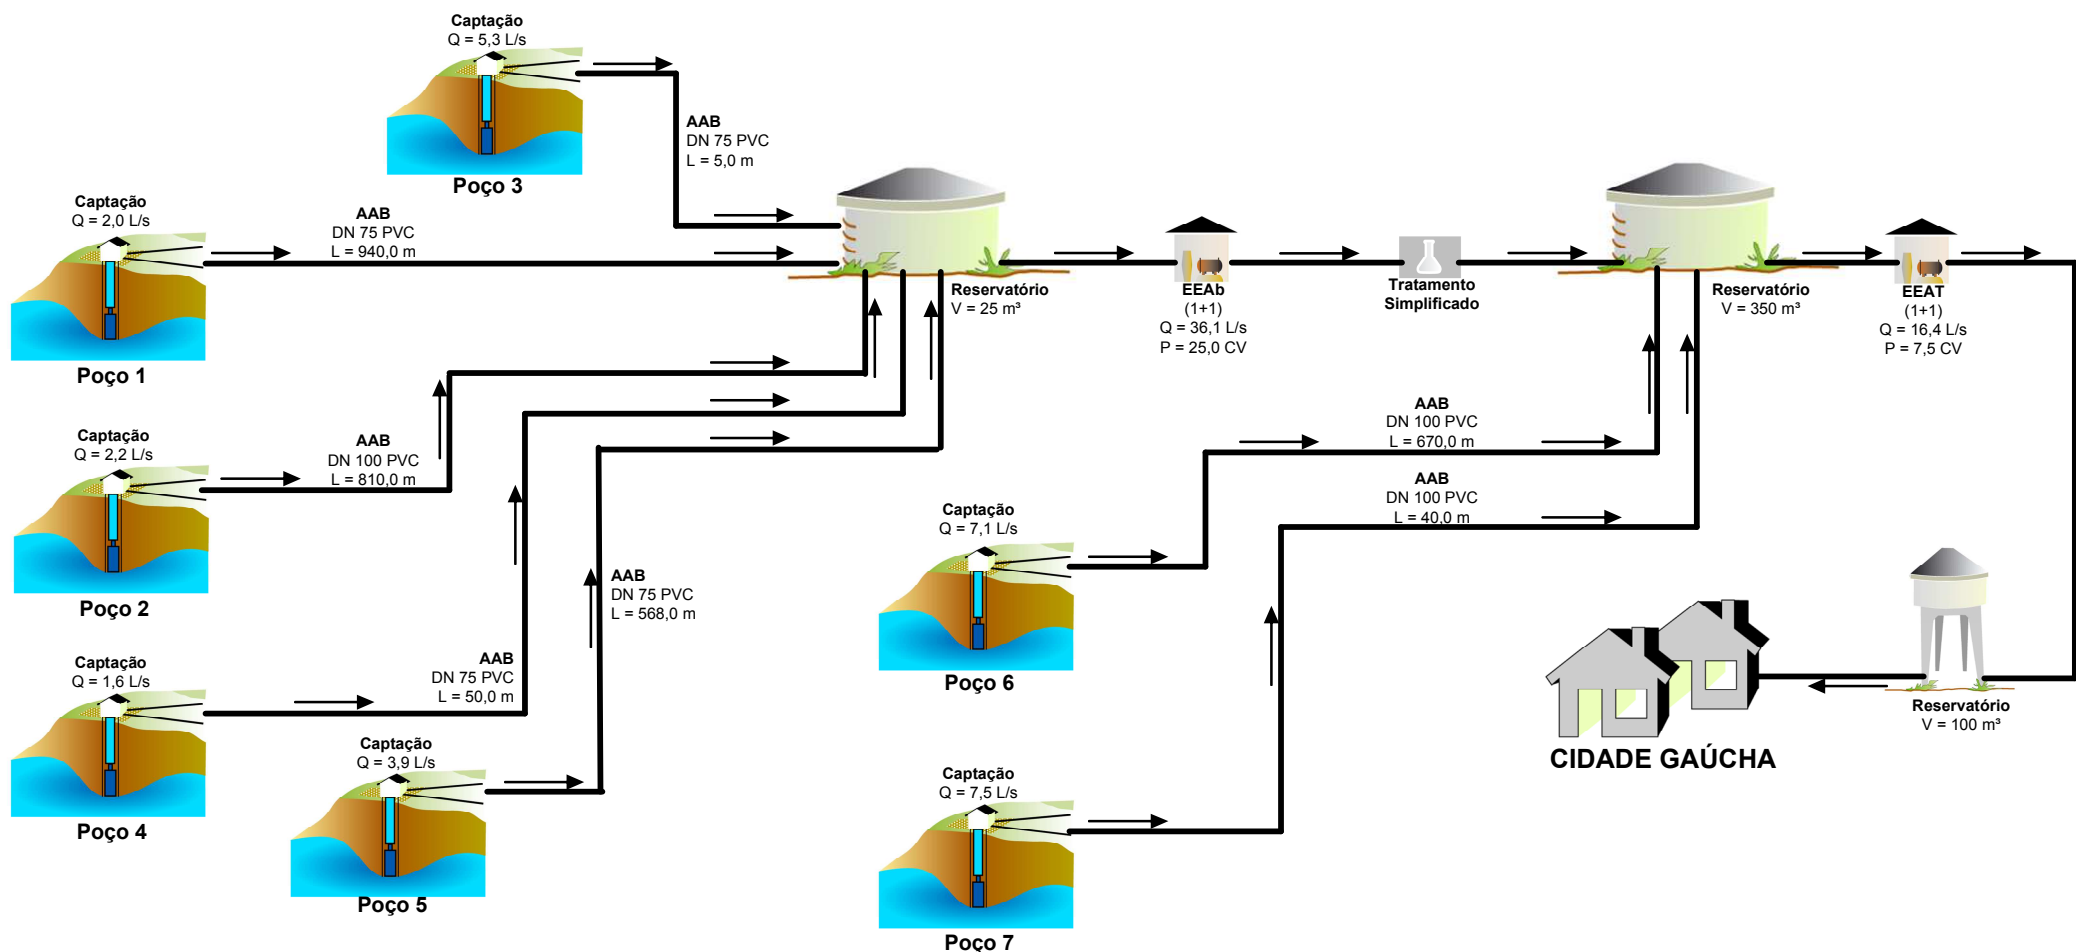 Captação
Q = 5,3 L/s
Poço 3
AAB
DN 75 PVC
L = 5,0 m
Captação
Q = 2,0 L/s
Poço 1
AAB
DN 75 PVC
L = 940,0 m
Reservatório
V = 25 m³
EEAb
(1+1)
Q = 36,1 L/s
P = 25,0 CV
Tratamento
Simplificado
Reservatório
V = 350 m³
EEAT
(1+1)
Q = 16,4 L/s
P = 7,5 CV
Captação
Q = 2,2 L/s
Poço 2
AAB
DN 100 PVC
L = 810,0 m
AAB
DN 100 PVC
L = 670,0 m
AAB
DN 100 PVC
L = 40,0 m
Captação
Q = 7,1 L/s
Poço 6
AAB
DN 75 PVC
L = 568,0 m
Captação
Q = 1,6 L/s
Poço 4
AAB
DN 75 PVC
L = 50,0 m
Captação
Q = 3,9 L/s
Poço 5
Captação
Q = 7,5 L/s
Poço 7
Reservatório
V = 100 m³
CIDADE GAÚCHA